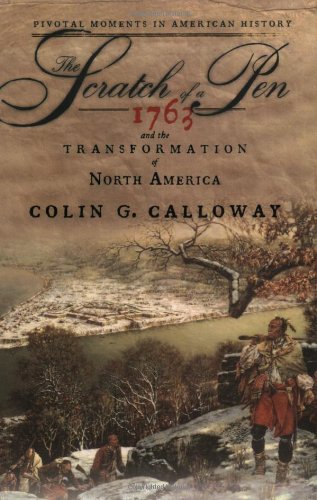 PIVOTAL MOMENTS IN AMERICAN HISTORY
The
Scratch of a Pen
1763
and the
TRANSFORMATION
of
NORTH AMERICA
COLIN G. CALLOWAY